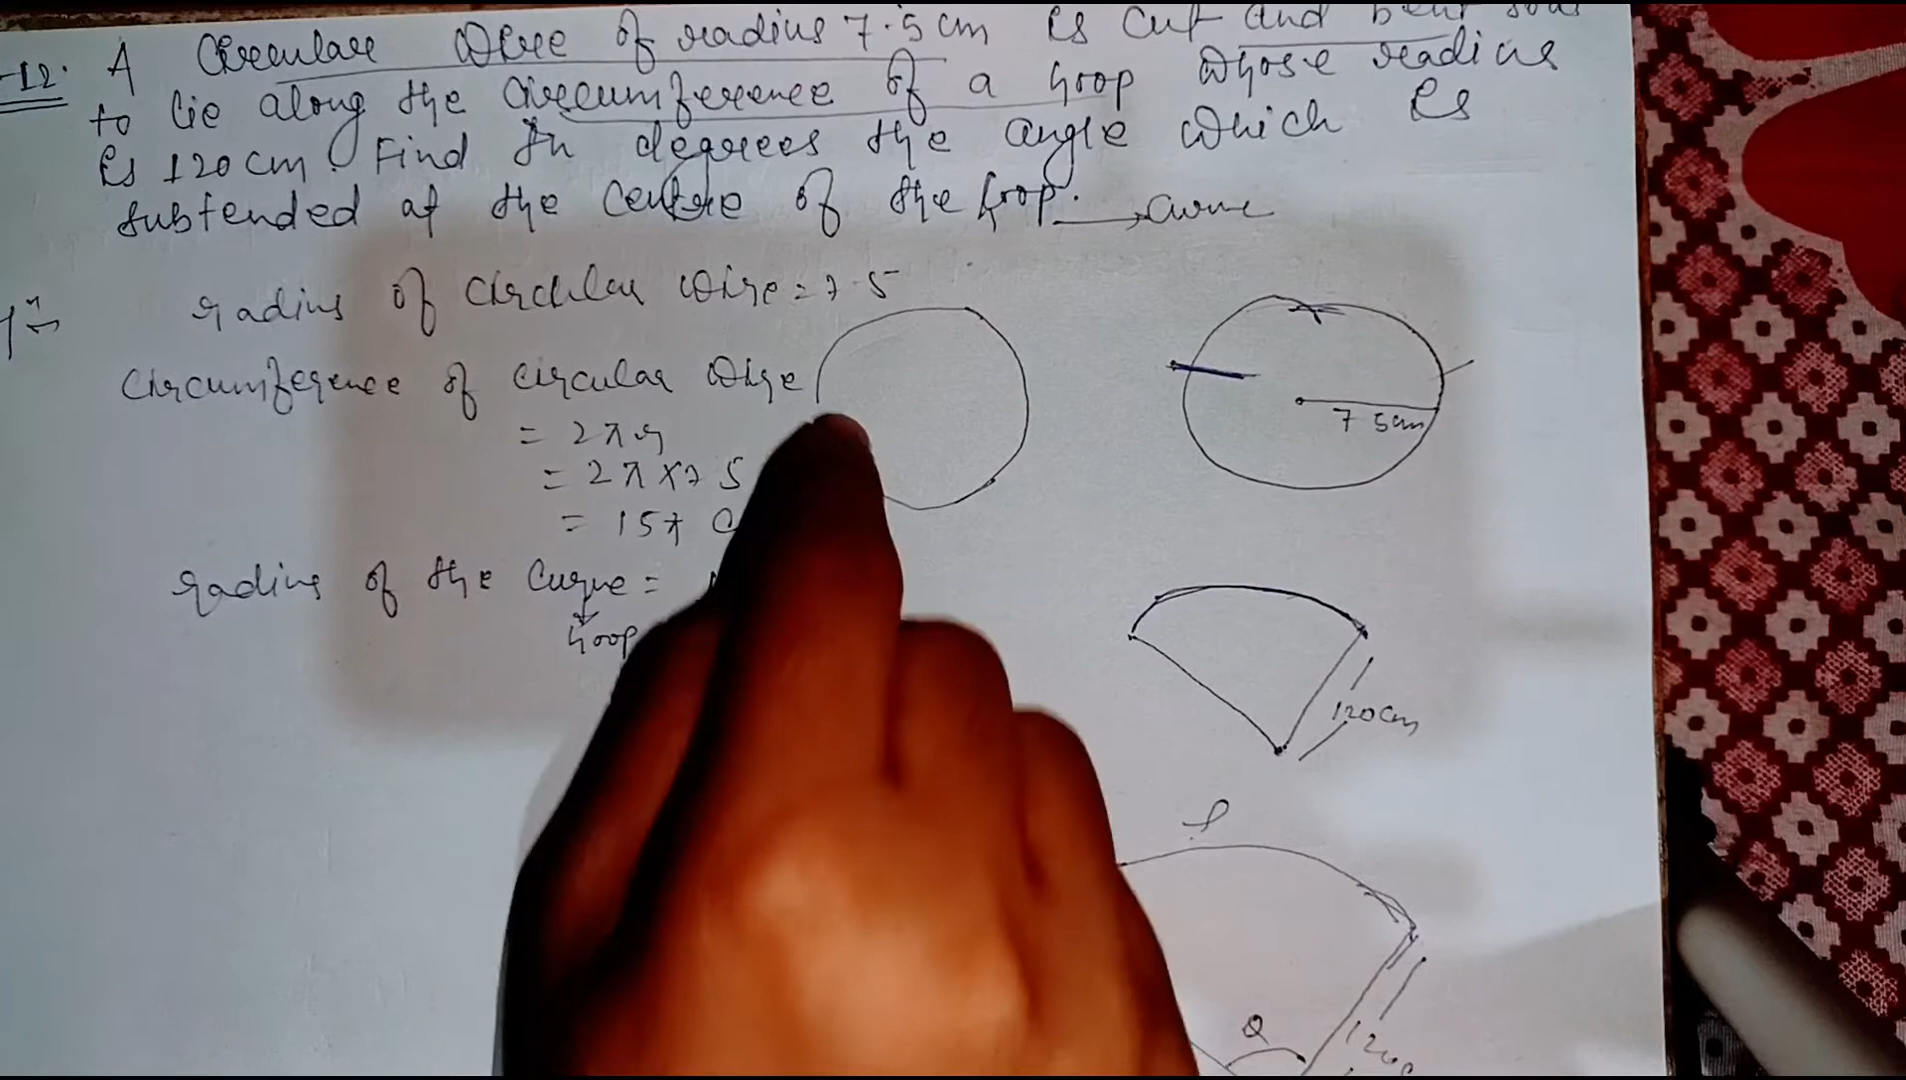 12. A Circular Wire of radius 7.5 cm is cut and bent
to lie along the circumference of a hoop whose radius
is 120 cm. Find in degrees the angle which is
subtended at the centre of the hoop. → curve
radius of circular wire = 7.5
circumference of circular wire
= 2πr
= 2π×7.5
= 15π
radius of the curve =
hoop
7.5cm
120cm
l
θ